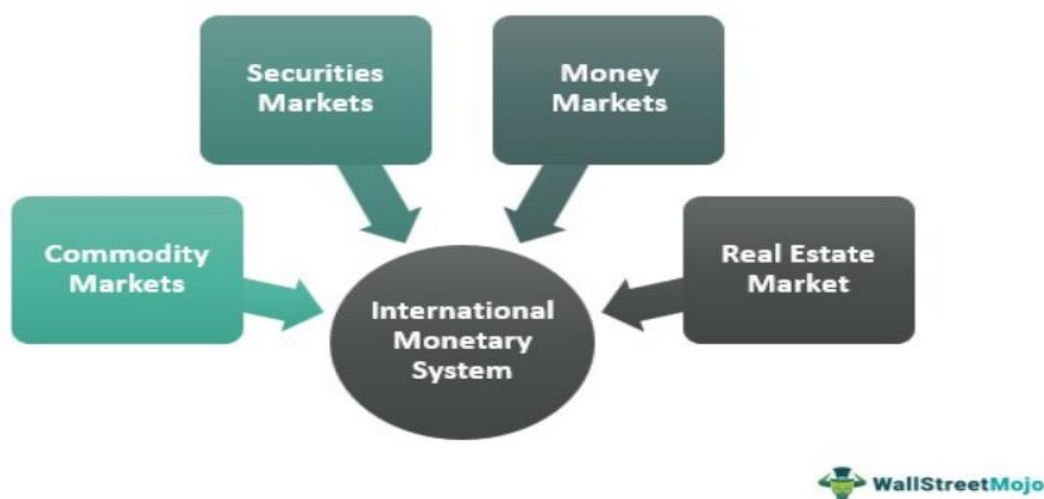 Securities
Markets
Money
Markets
Commodity
Markets
Real Estate
Market
International
Monetary
System
WallStreetMojo